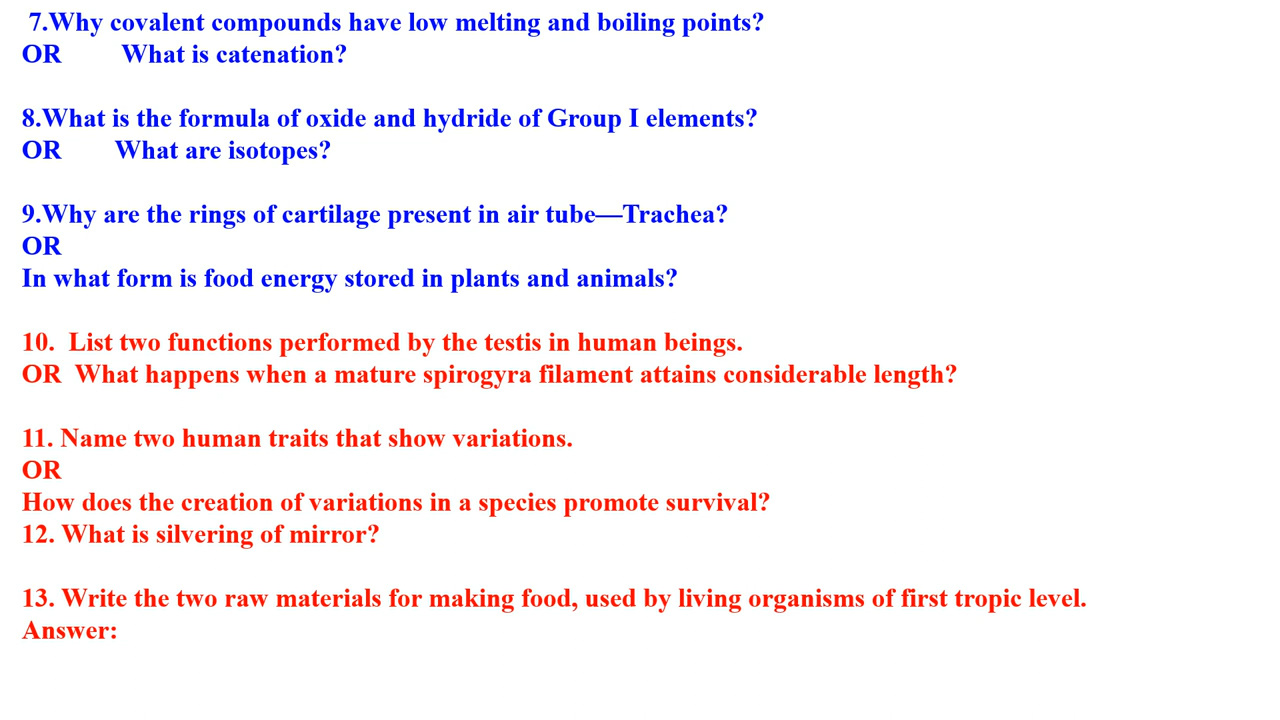 7.Why covalent compounds have low melting and boiling points?
OR What is catenation?
8.What is the formula of oxide and hydride of Group I elements?
OR What are isotopes?
9.Why are the rings of cartilage present in air tube—Trachea?
OR
In what form is food energy stored in plants and animals?
10. List two functions performed by the testis in human beings.
OR What happens when a mature spirogyra filament attains considerable length?
11. Name two human traits that show variations.
OR
How does the creation of variations in a species promote survival?
12. What is silvering of mirror?
13. Write the two raw materials for making food, used by living organisms of first tropic level.
Answer: